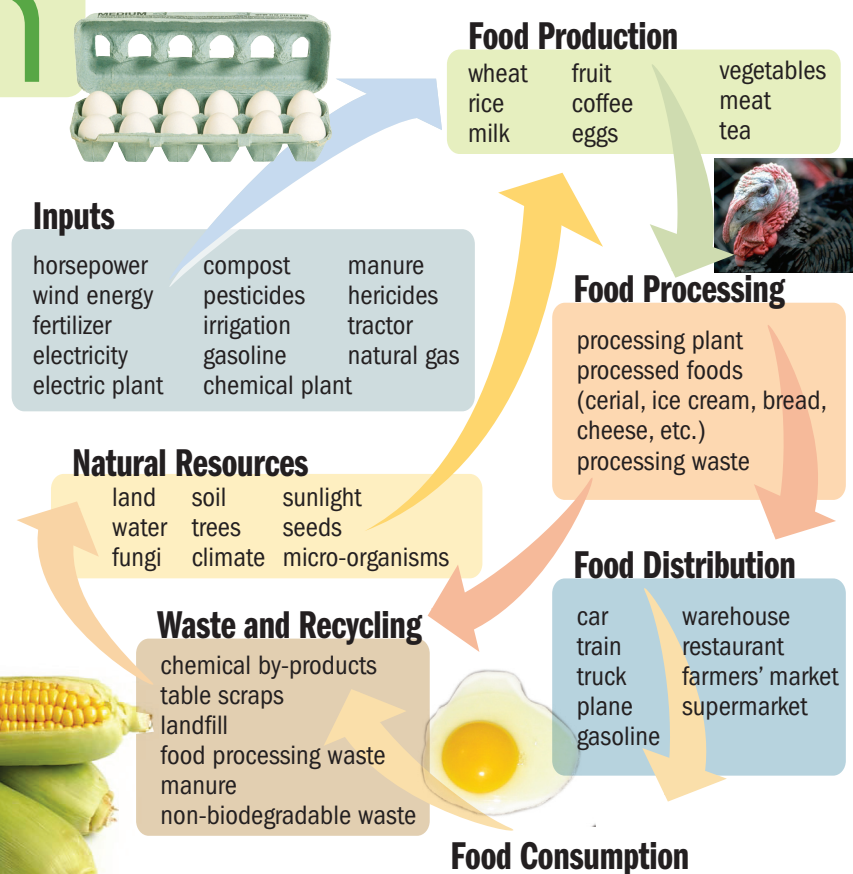 n
MEDIUM
Food Production
wheat fruit vegetables
rice coffee meat
milk eggs tea
Inputs
horsepower compost manure
wind energy pesticides hericides
fertilizer irrigation tractor
electricity gasoline natural gas
electric plant chemical plant
Food Processing
processing plant
processed foods
(cerial, ice cream, bread,
cheese, etc.)
processing waste
Natural Resources
land soil sunlight
water trees seeds
fungi climate micro-organisms
Food Distribution
car warehouse
train restaurant
truck farmers’ market
plane supermarket
gasoline
Waste and Recycling
chemical by-products
table scraps
landfill
food processing waste
manure
non-biodegradable waste
Food Consumption